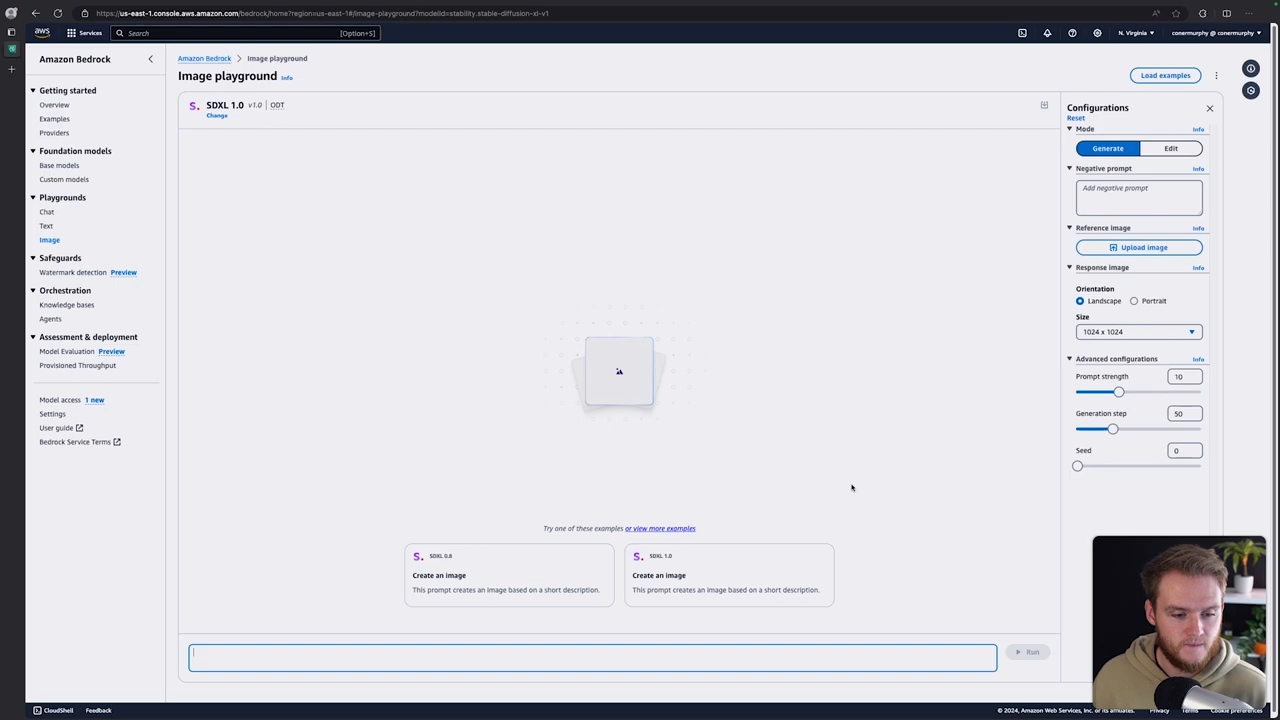 https://us-east-1.console.aws.amazon.com/bedrock/home?region=us-east-1#/image-playground?modelId=stability.stable-diffusion-xl-v1
aws
Services
Search
[Option+S]
N. Virginia
conermurphy @ conermurphy
Amazon Bedrock
Getting started
Overview
Examples
Providers
Foundation models
Base models
Custom models
Playgrounds
Chat
Text
Image
Safeguards
Watermark detection Preview
Orchestration
Knowledge bases
Agents
Assessment & deployment
Model Evaluation Preview
Provisioned Throughput
Model access 1 new
Settings
User guide
Bedrock Service Terms
Amazon Bedrock > Image playground
Image playground Info
Load examples
S. SDXL 1.0 v1.0 | ODT
Change
Try one of these examples or view more examples
S. SDXL 0.8
Create an image
This prompt creates an image based on a short description.
S. SDXL 1.0
Create an image
This prompt creates an image based on a short description.
Run
Configurations
Reset
Mode Info
Generate Edit
Negative prompt Info
Add negative prompt
Reference image Info
Upload image
Response image Info
Orientation
Landscape Portrait
Size
1024 x 1024
Advanced configurations Info
Prompt strength 10
Generation step 50
Seed 0
CloudShell Feedback
© 2024, Amazon Web Services, Inc. or its affiliates. Privacy Terms Cookie preferences